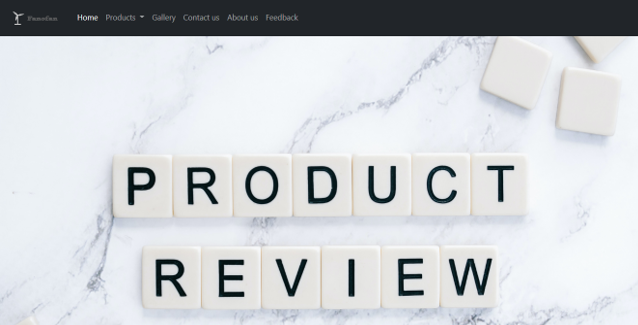 Home Products Gallery Contact us About us Feedback
PRODUCT
REVIEW